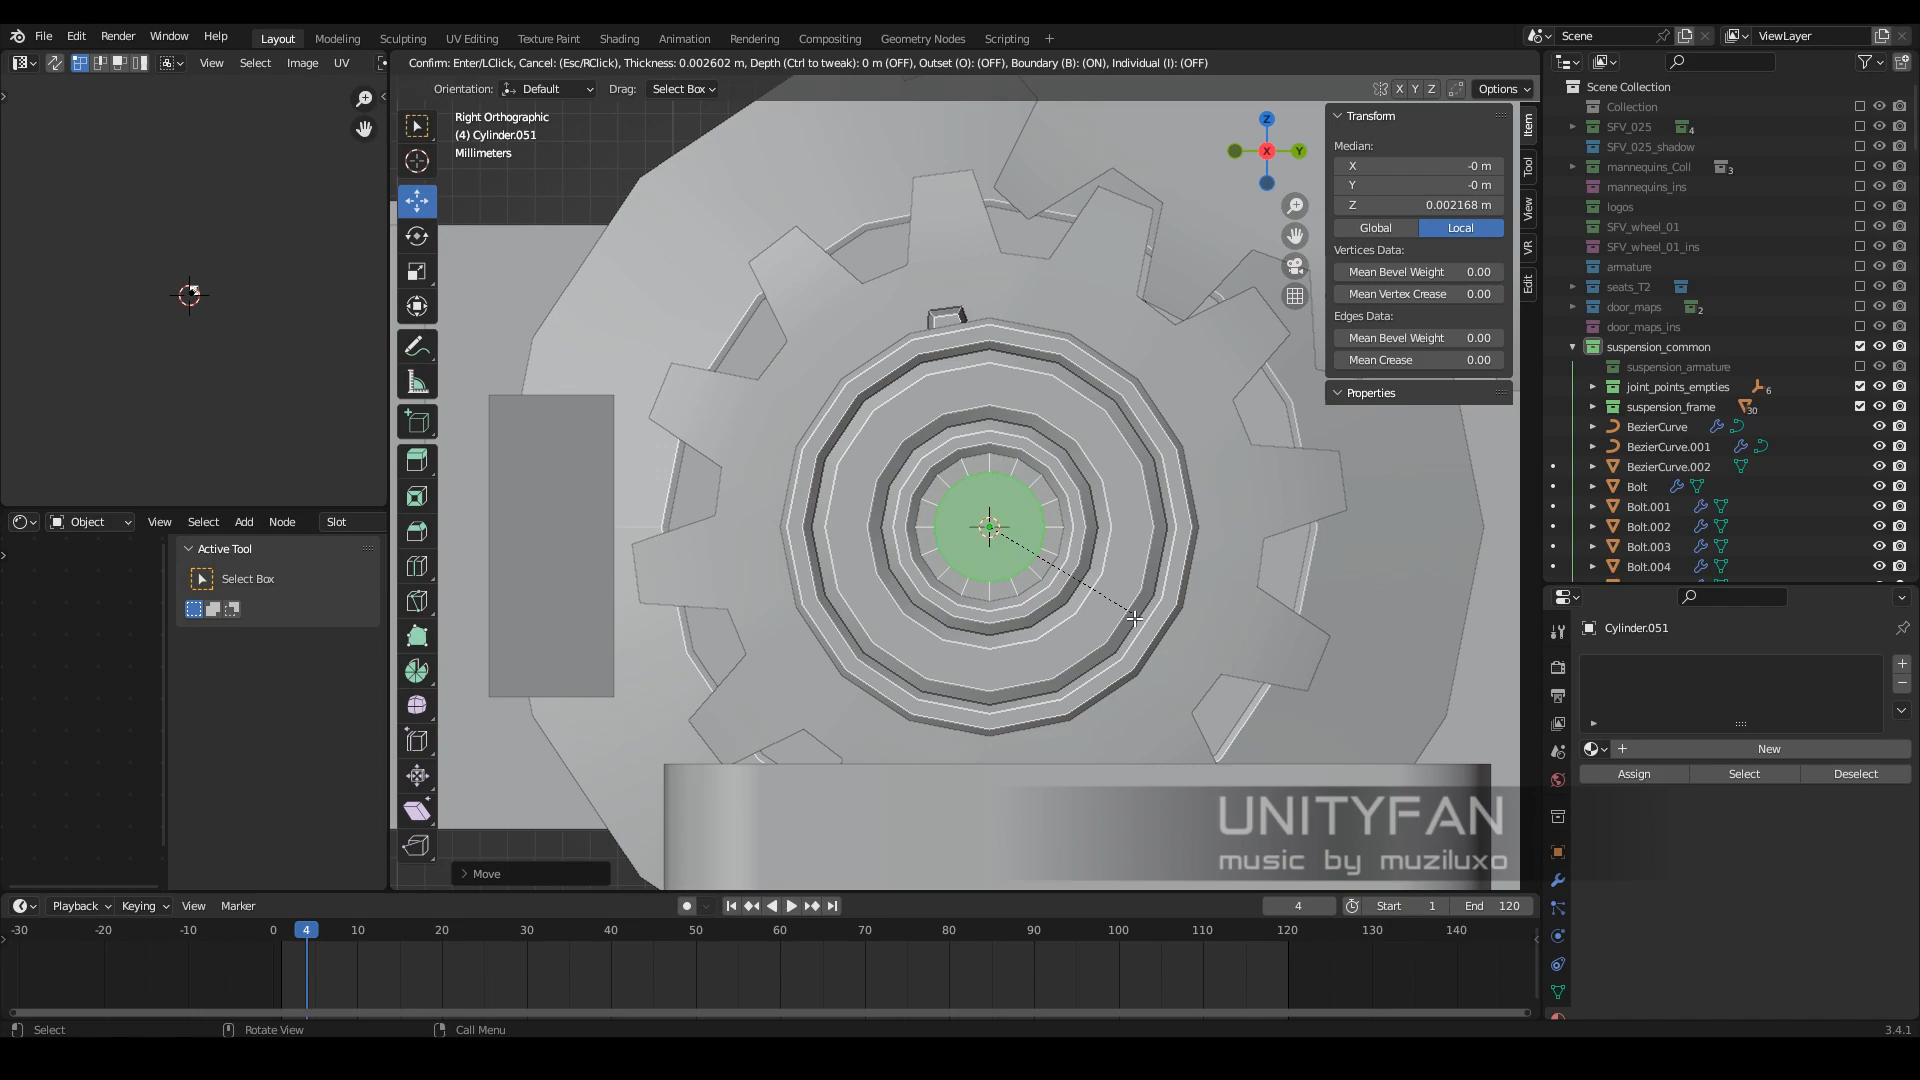 File Edit Render Window Help
Layout Modeling Sculpting UV Editing Texture Paint Shading Animation Rendering Compositing Geometry Nodes Scripting +
Scene
ViewLayer
View Select Image UV
Confirm: Enter/LClick, Cancel: (Esc/RClick), Thickness: 0.002602 m, Depth (Ctrl to tweak): 0 m (OFF), Outset (O): (OFF), Boundary (B): (ON), Individual (I): (OFF)
Orientation: Default Drag: Select Box
X Y Z Options
Right Orthographic
(4) Cylinder.051
Millimeters
Z
X
Y
Transform
Median:
X -0 m
Y -0 m
Z 0.002168 m
Global Local
Vertices Data:
Mean Bevel Weight 0.00
Mean Vertex Crease 0.00
Edges Data:
Mean Bevel Weight 0.00
Mean Crease 0.00
Properties
Item
Tool
View
VR
Edit
Scene Collection
Collection
SFV_025 4
SFV_025_shadow
mannequins_Coll 3
mannequins_ins
logos
SFV_wheel_01
SFV_wheel_01_ins
armature
seats_T2
door_maps 2
door_maps_ins
suspension_common
suspension_armature
joint_points_empties 6
suspension_frame 30
BezierCurve
BezierCurve.001
BezierCurve.002
Bolt
Bolt.001
Bolt.002
Bolt.003
Bolt.004
Object View Select Add Node Slot
Active Tool
Select Box
Cylinder.051
New
Assign Select Deselect
Move
UNITYFAN
music by muziluxo
Playback Keying View Marker
4 Start 1 End 120
-30 -20 -10 0 4 10 20 30 40 50 60 70 80 90 100 110 120 130 140
Select Rotate View Call Menu
3.4.1